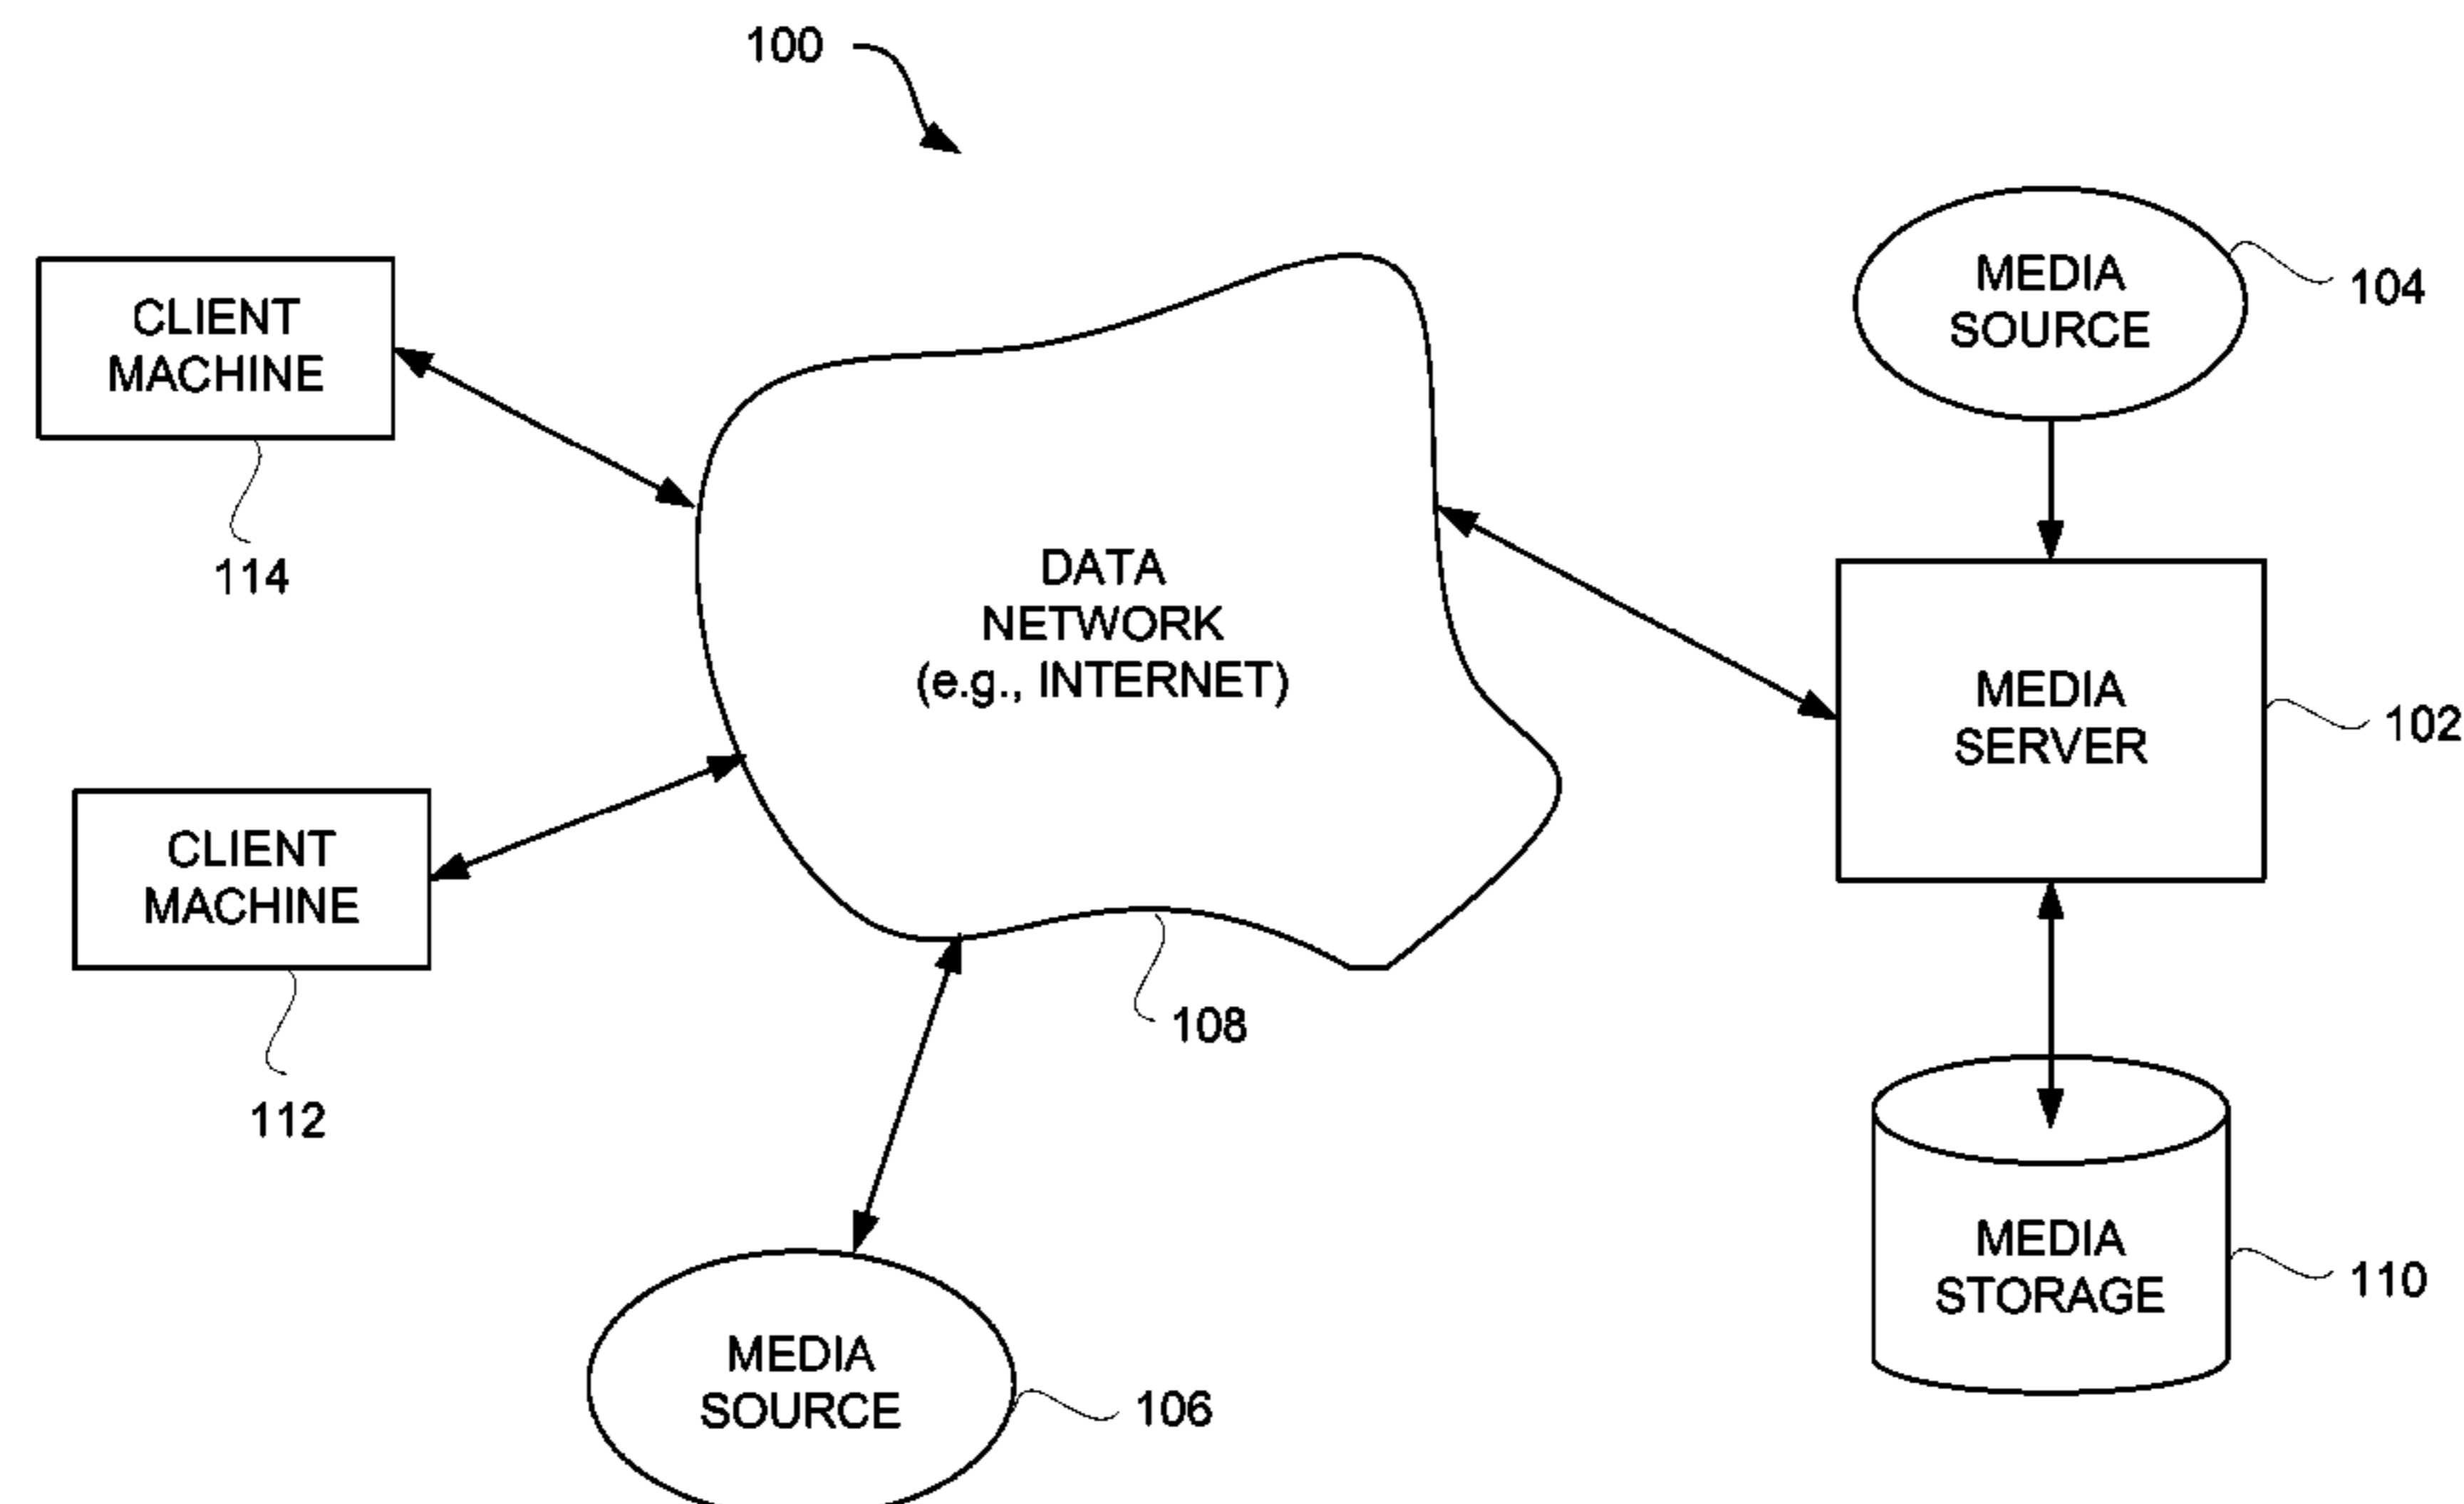 100
MEDIA
SOURCE
104
CLIENT
MACHINE
114
DATA
NETWORK
(e.g., INTERNET)
MEDIA
SERVER
102
CLIENT
MACHINE
112
108
MEDIA
STORAGE
110
MEDIA
SOURCE
106